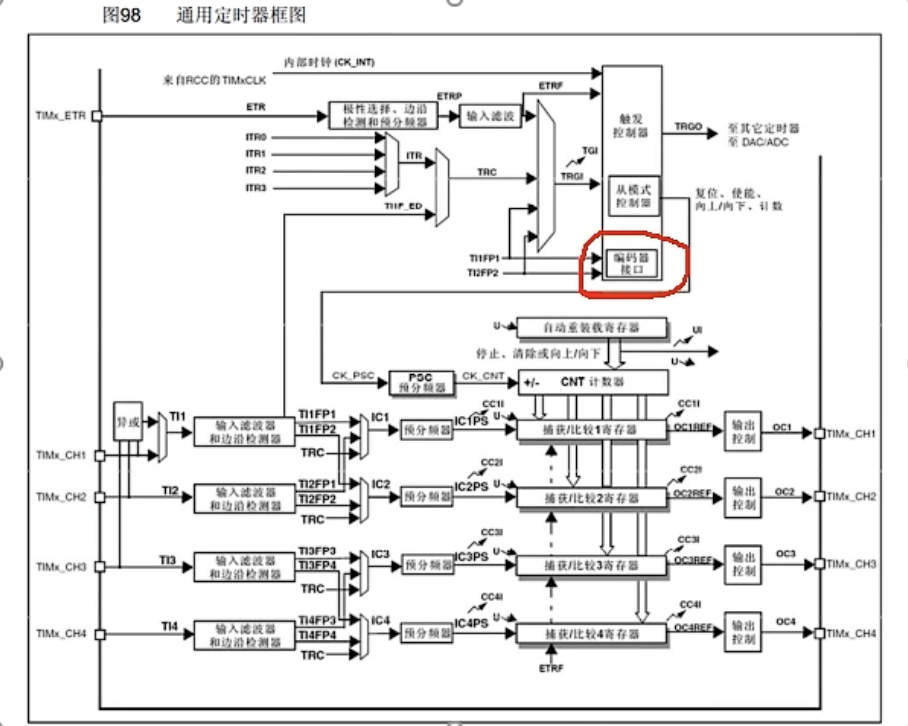 图98 通用定时器框图
内部时钟 (CK_INT)
来自RCC的TIMxCLK
TIMx_ETR
ETR
极性选择、边沿
检测和预分频器
ETRP
输入滤波
ETRF
触发
控制器
TRGO
至其它定时器
至 DAC/ADC
ITR0
ITR1
ITR2
ITR3
ITR
TRC
TGI
TRGI
从模式
控制器
复位、使能、
向上/向下、计数
TI1F_ED
TI1FP1
TI2FP2
编码器
接口
U
自动重装载寄存器
UI
停止、清除或向上/向下
U
CK_PSC
PSC
预分频器
CK_CNT
+/-
CNT 计数器
异或
TI1
输入滤波器
和边沿检测器
TI1FP1
TI1FP2
TRC
IC1
预分频器
IC1PS
CC1I
U
捕获/比较1寄存器
CC1I
OC1REF
输出
控制
OC1
TIMx_CH1
TIMx_CH1
TIMx_CH2
TI2
输入滤波器
和边沿检测器
TI2FP1
TI2FP2
TRC
IC2
预分频器
IC2PS
CC2I
U
捕获/比较2寄存器
CC2I
OC2REF
输出
控制
OC2
TIMx_CH2
TIMx_CH3
TI3
输入滤波器
和边沿检测器
TI3FP3
TI3FP4
TRC
IC3
预分频器
IC3PS
CC3I
U
捕获/比较3寄存器
CC3I
OC3REF
输出
控制
OC3
TIMx_CH3
TIMx_CH4
TI4
输入滤波器
和边沿检测器
TI4FP3
TI4FP4
TRC
IC4
预分频器
IC4PS
CC4I
U
捕获/比较4寄存器
CC4I
OC4REF
输出
控制
OC4
TIMx_CH4
ETRF